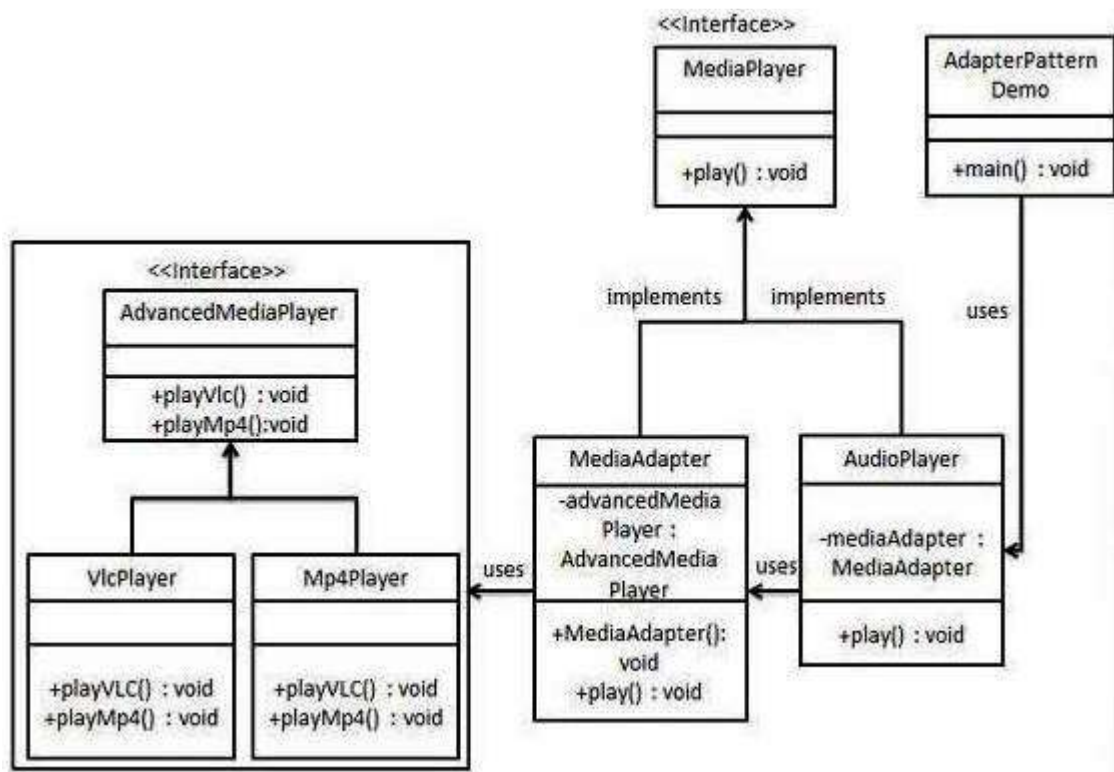 <<Interface>>
MediaPlayer
+play() : void
AdapterPattern
Demo
+main() : void
implements
implements
uses
<<Interface>>
AdvancedMediaPlayer
+playVlc() : void
+playMp4():void
VlcPlayer
+playVLC() : void
+playMp4() : void
Mp4Player
+playVLC() : void
+playMp4() : void
uses
MediaAdapter
-advancedMedia
Player :
AdvancedMedia
Player
+MediaAdapter():
void
+play() : void
uses
AudioPlayer
-mediaAdapter :
MediaAdapter
+play() : void